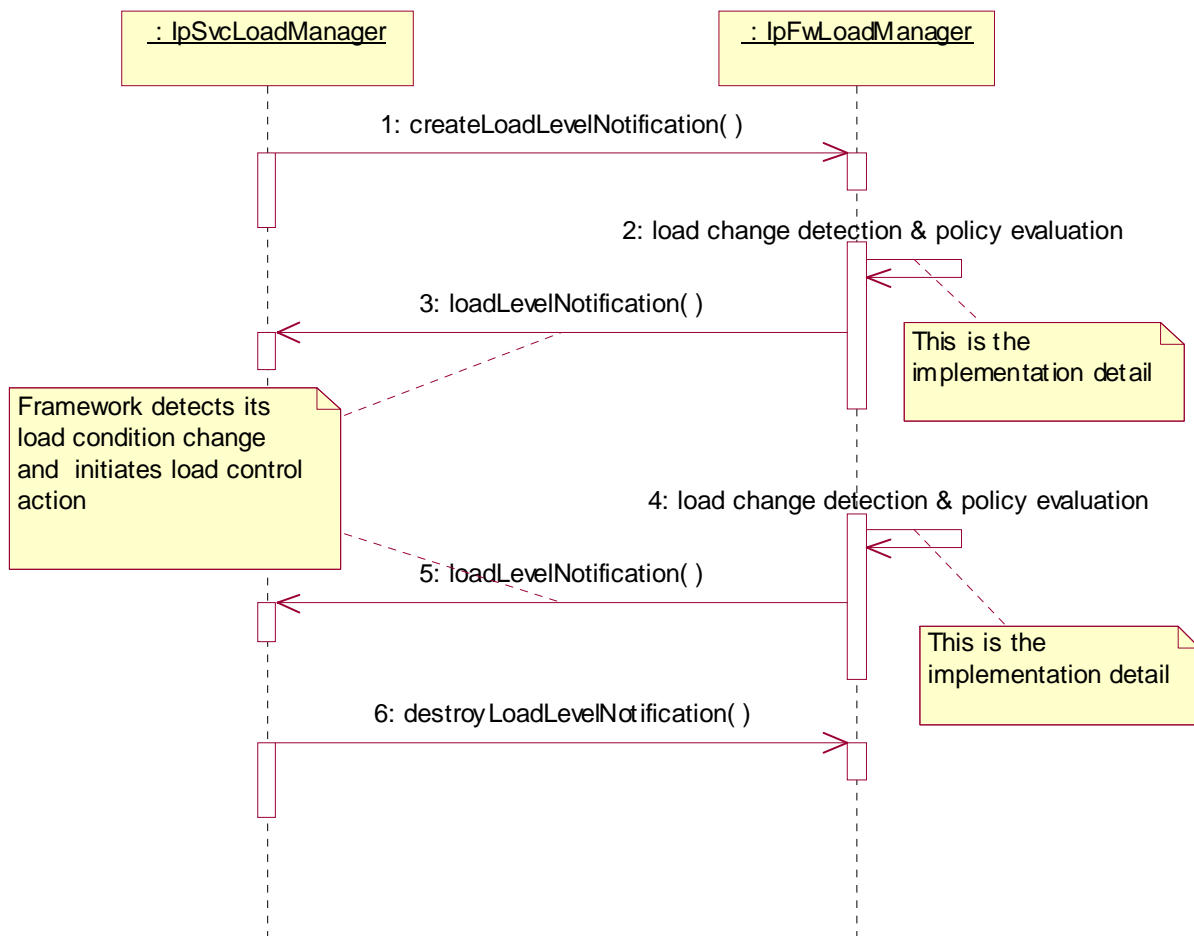 : IpSvcLoadManager
: IpFwLoadManager
1: createLoadLevelNotification( )
2: load change detection & policy evaluation
3: loadLevelNotification( )
This is the
implementation detail
Framework detects its
load condition change
and initiates load control
action
4: load change detection & policy evaluation
5: loadLevelNotification( )
This is the
implementation detail
6: destroyLoadLevelNotification( )